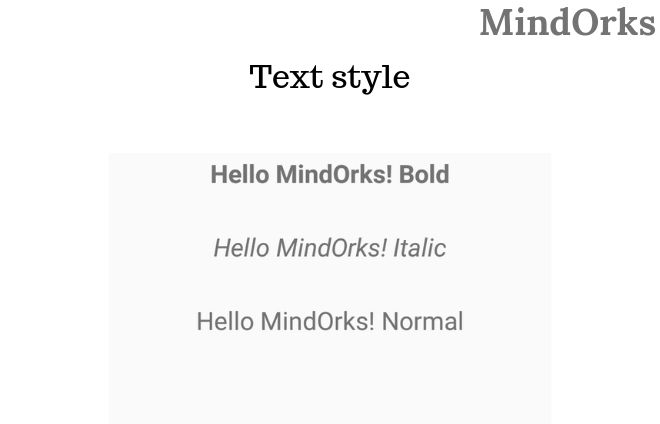 MindOrks
Text style
Hello MindOrks! Bold
Hello MindOrks! Italic
Hello MindOrks! Normal